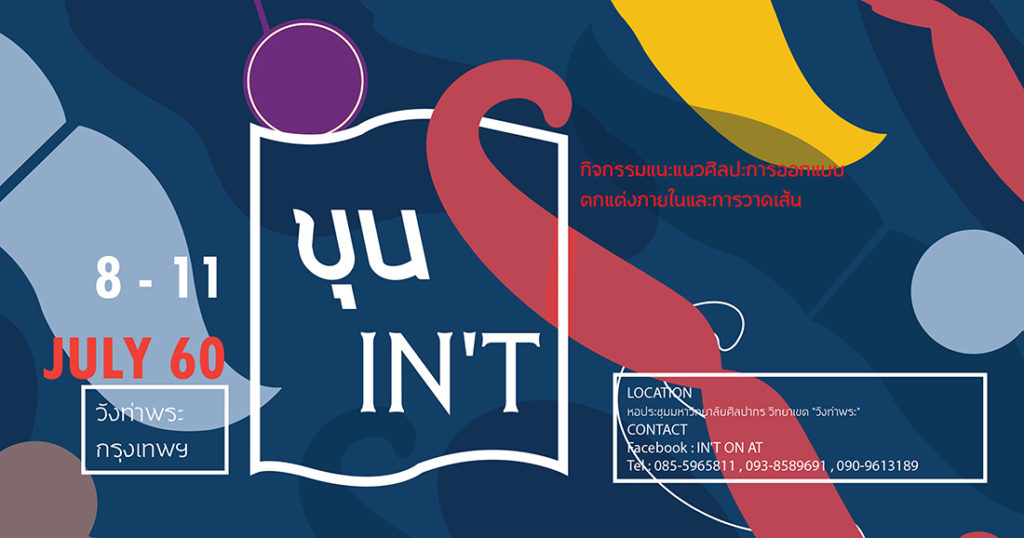 ขุน
IN'T
กิจกรรมแนะแนวศิลปะการออกแบบ
ตกแต่งภายในและการวาดเส้น
8 - 11
JULY 60
วังท่าพระ
กรุงเทพฯ
LOCATION
หอประชุมมหาวิทยาลัยศิลปากร วิทยาเขต "วังท่าพระ"
CONTACT
Facebook : IN'T ON AT
Tel : 085-5965811 , 093-8589691 , 090-9613189